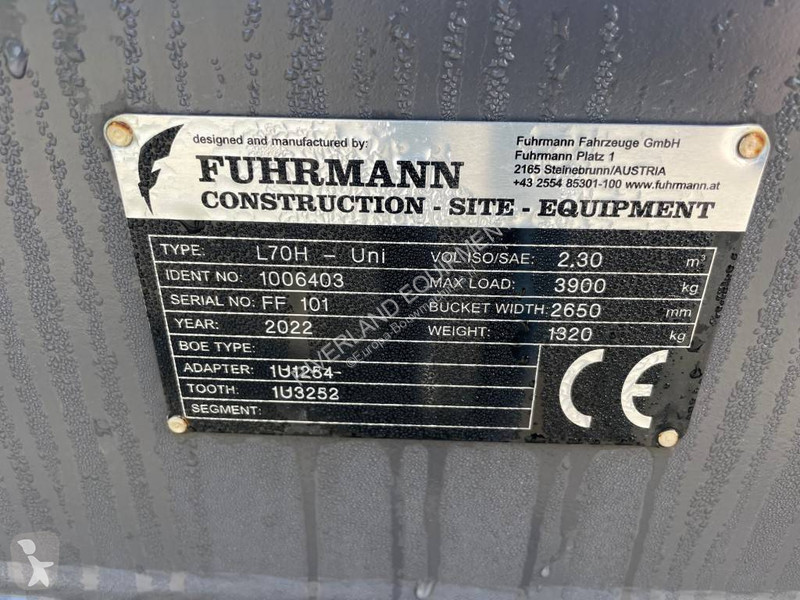 designed and manufactured by:
FUHRMANN
Fuhrmann Fahrzeuge GmbH
Fuhrmann Platz 1
2165 Steinebrunn/AUSTRIA
+43 2554 85301-100 www.fuhrmann.at
CONSTRUCTION - SITE - EQUIPMENT
TYPE: L70H - Uni VOL ISO/SAE: 2.30 m³
IDENT NO: 1006403 MAX LOAD: 3900 kg
SERIAL NO: FF 101 BUCKET WIDTH: 2650 mm
YEAR: 2022 WEIGHT: 1320 kg
BOE TYPE:
ADAPTER: 1U1254-
TOOTH: 1U3252
SEGMENT:
CE
OVERLAND EQUIPMENT